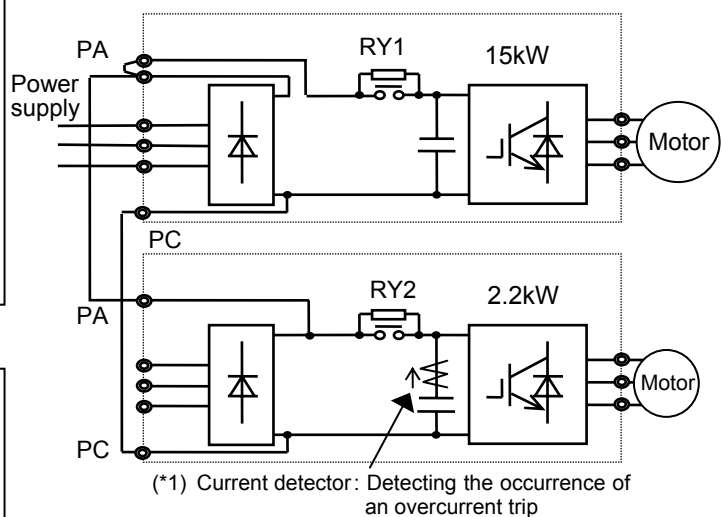 PA
RY1
15kW
Power
supply
Motor
PC
PA
RY2
2.2kW
Motor
PC
(*1) Current detector: Detecting the occurrence of
an overcurrent trip